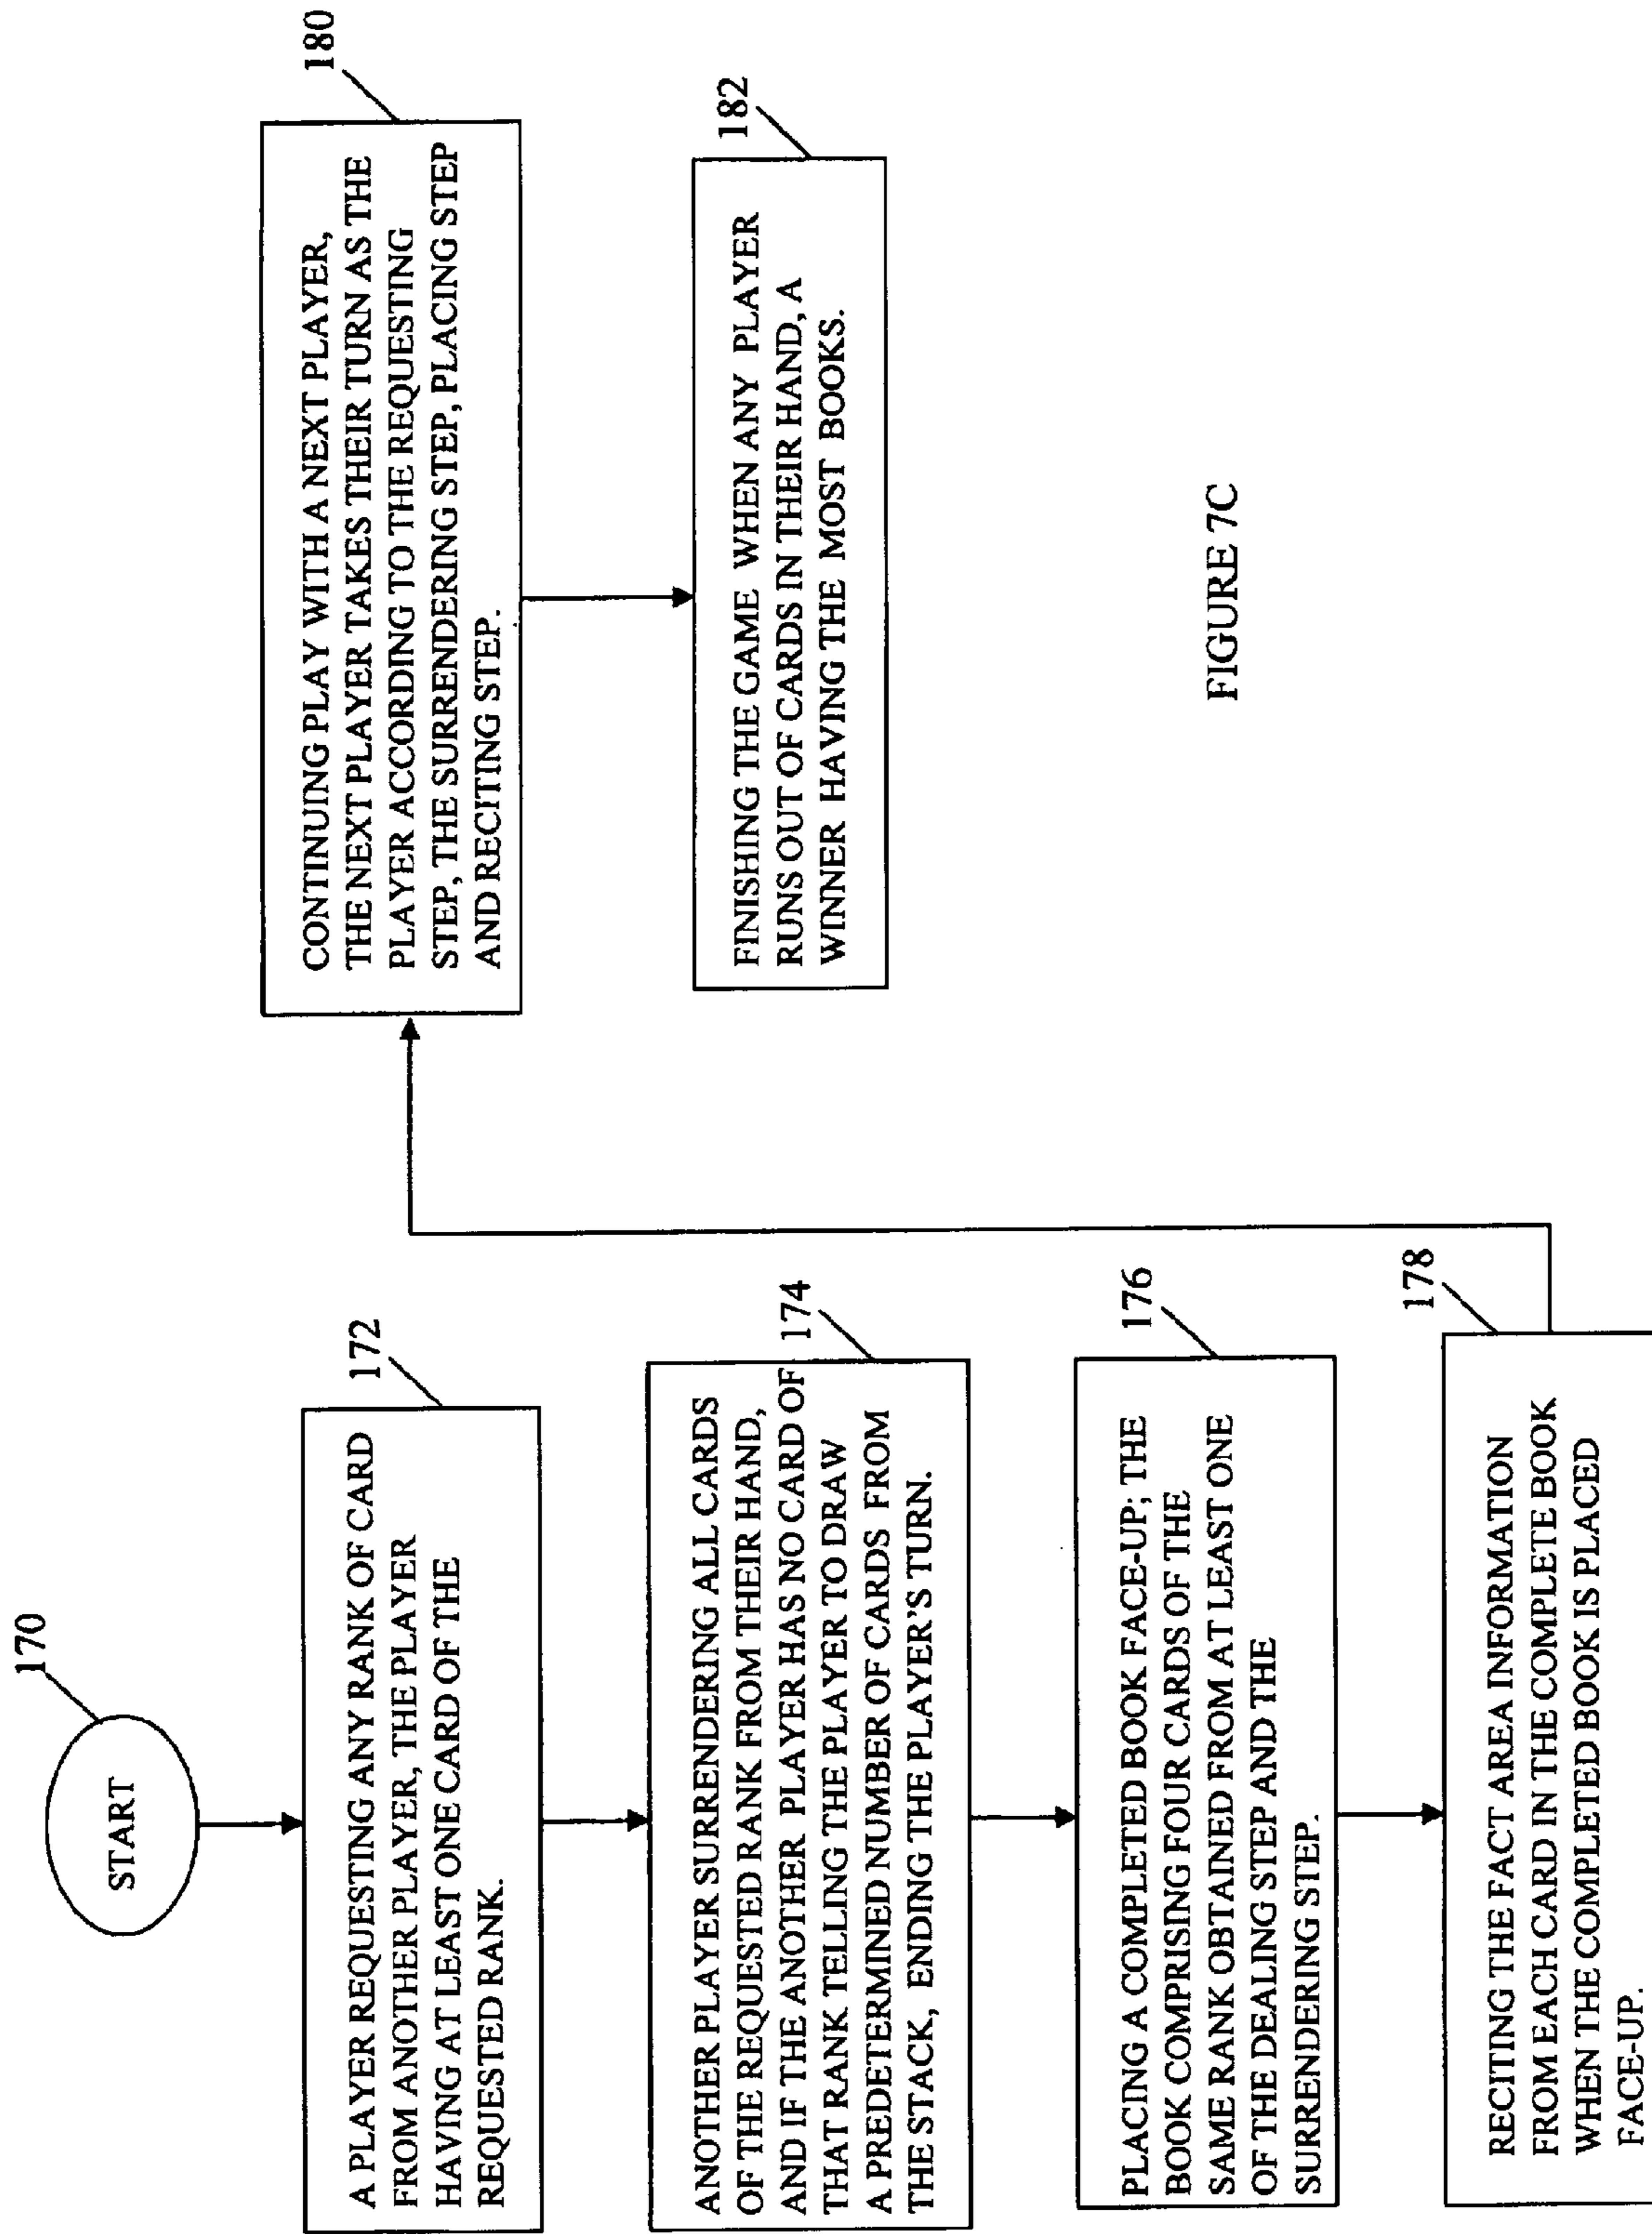 170
START
172
A PLAYER REQUESTING ANY RANK OF CARD
FROM ANOTHER PLAYER, THE PLAYER
HAVING AT LEAST ONE CARD OF THE
REQUESTED RANK.
174
ANOTHER PLAYER SURRENDERING ALL CARDS
OF THE REQUESTED RANK FROM THEIR HAND,
AND IF THE ANOTHER PLAYER HAS NO CARD OF
THAT RANK TELLING THE PLAYER TO DRAW
A PREDETERMINED NUMBER OF CARDS FROM
THE STACK, ENDING THE PLAYER'S TURN.
176
PLACING A COMPLETED BOOK FACE-UP; THE
BOOK COMPRISING FOUR CARDS OF THE
SAME RANK OBTAINED FROM AT LEAST ONE
OF THE DEALING STEP AND THE
SURRENDERING STEP.
178
RECITING THE FACT AREA INFORMATION
FROM EACH CARD IN THE COMPLETE BOOK
WHEN THE COMPLETED BOOK IS PLACED
FACE-UP.
180
CONTINUING PLAY WITH A NEXT PLAYER,
THE NEXT PLAYER TAKES THEIR TURN AS THE
PLAYER ACCORDING TO THE REQUESTING
STEP, THE SURRENDERING STEP, PLACING STEP
AND RECITING STEP.
182
FINISHING THE GAME WHEN ANY PLAYER
RUNS OUT OF CARDS IN THEIR HAND, A
WINNER HAVING THE MOST BOOKS.
FIGURE 7C